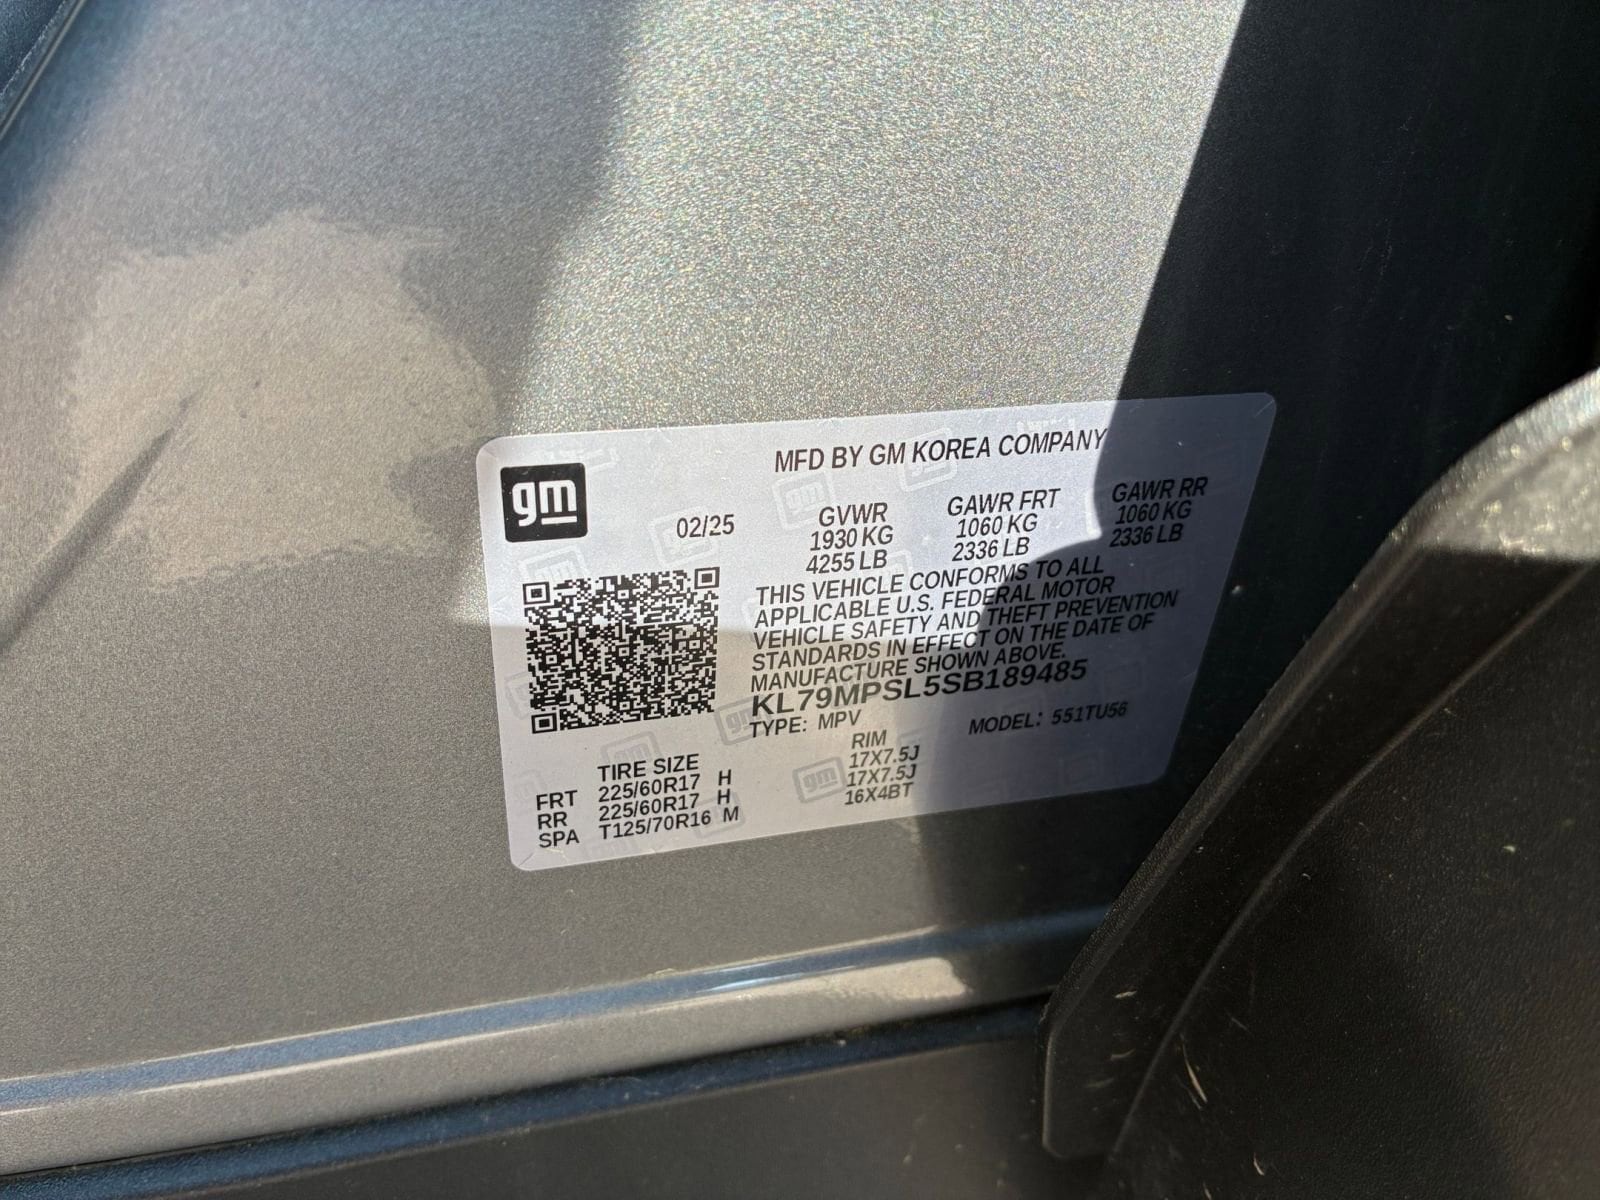 gm
MFD BY GM KOREA COMPANY
02/25
GVWR GAWR FRT GAWR RR
1930 KG 1060 KG 1060 KG
4255 LB 2336 LB 2336 LB
THIS VEHICLE CONFORMS TO ALL
APPLICABLE U.S. FEDERAL MOTOR
VEHICLE SAFETY AND THEFT PREVENTION
STANDARDS IN EFFECT ON THE DATE OF
MANUFACTURE SHOWN ABOVE.
KL79MPSL5SB189485
TYPE: MPV MODEL: 551TU56
TIRE SIZE RIM
FRT 225/60R17 H 17X7.5J
RR 225/60R17 H 17X7.5J
SPA T125/70R16 M 16X4BT